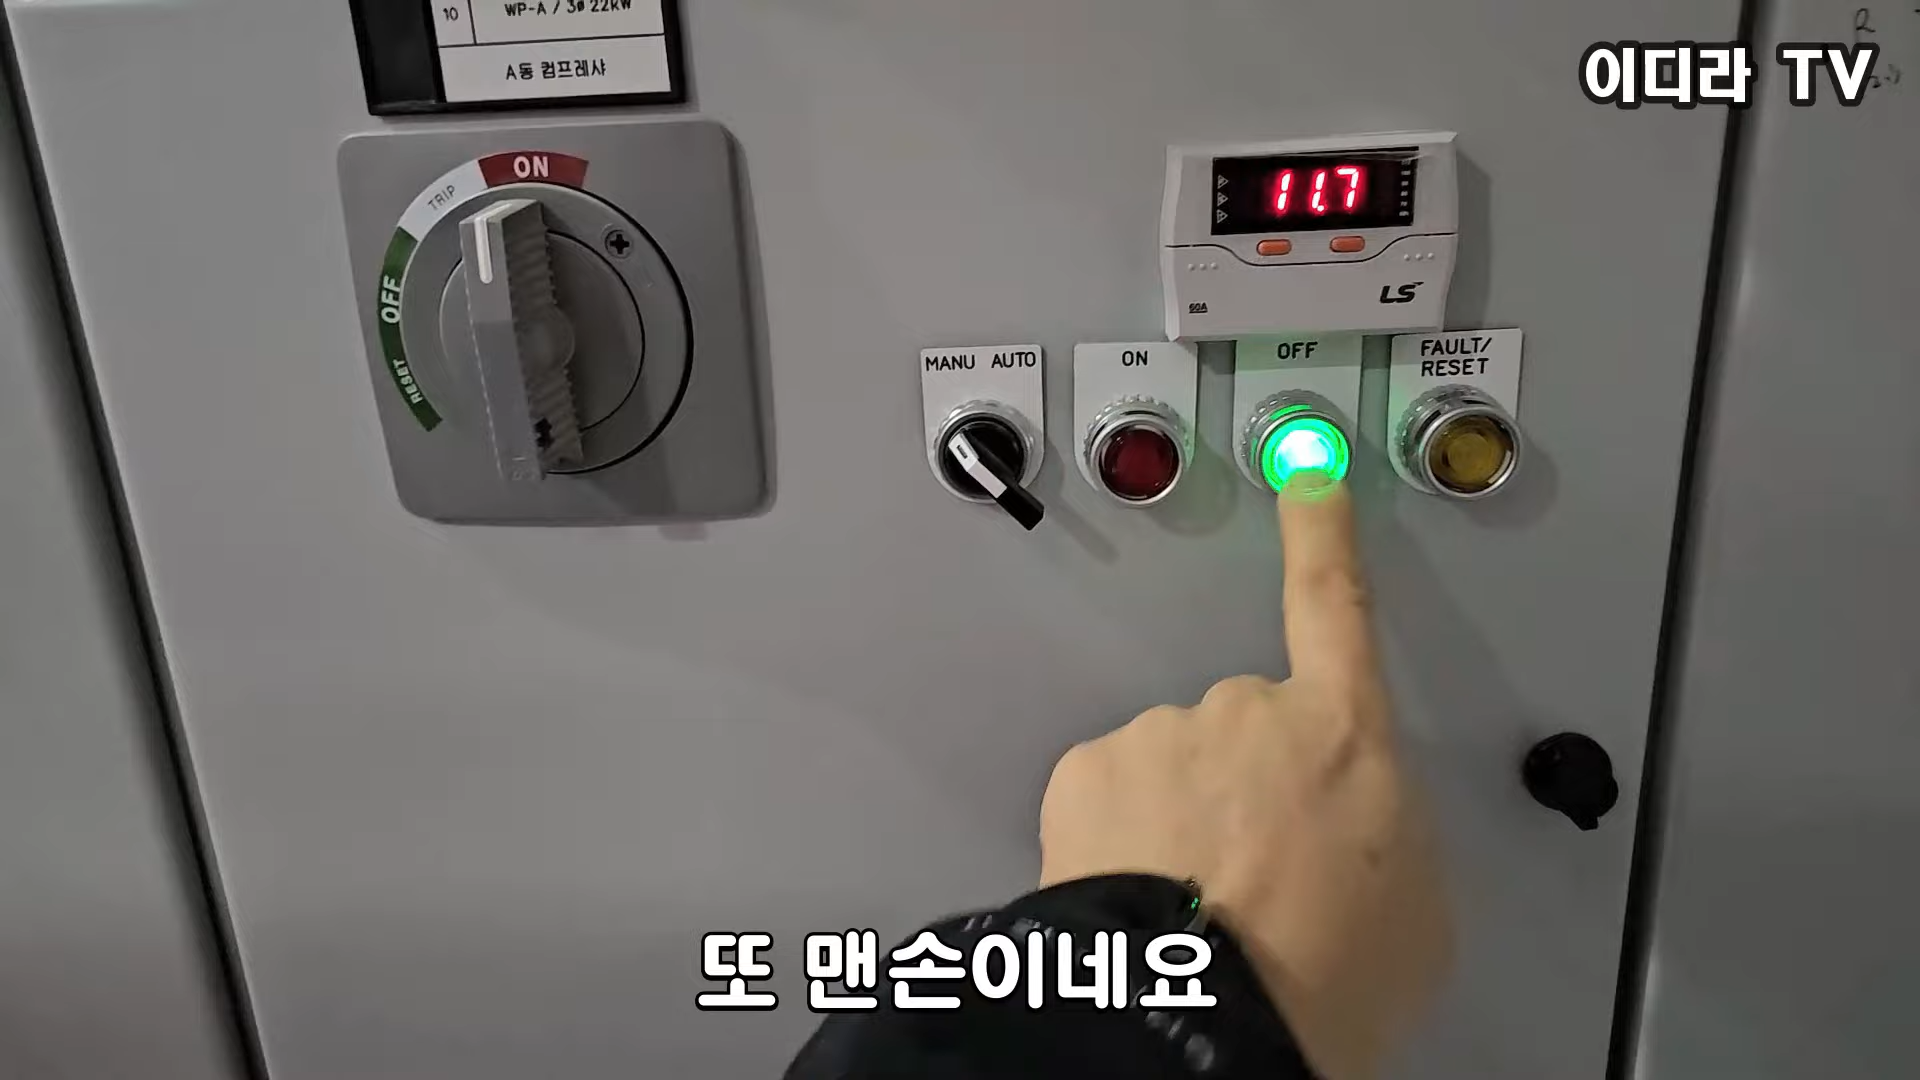 10 WP-A / 3ø 22kW
A동 컴프레샤
이디라 TV
ON
TRIP
OFF
RESET
11.7
LS
60A
MANU AUTO
ON
OFF
FAULT/
RESET
또 맨손이네요